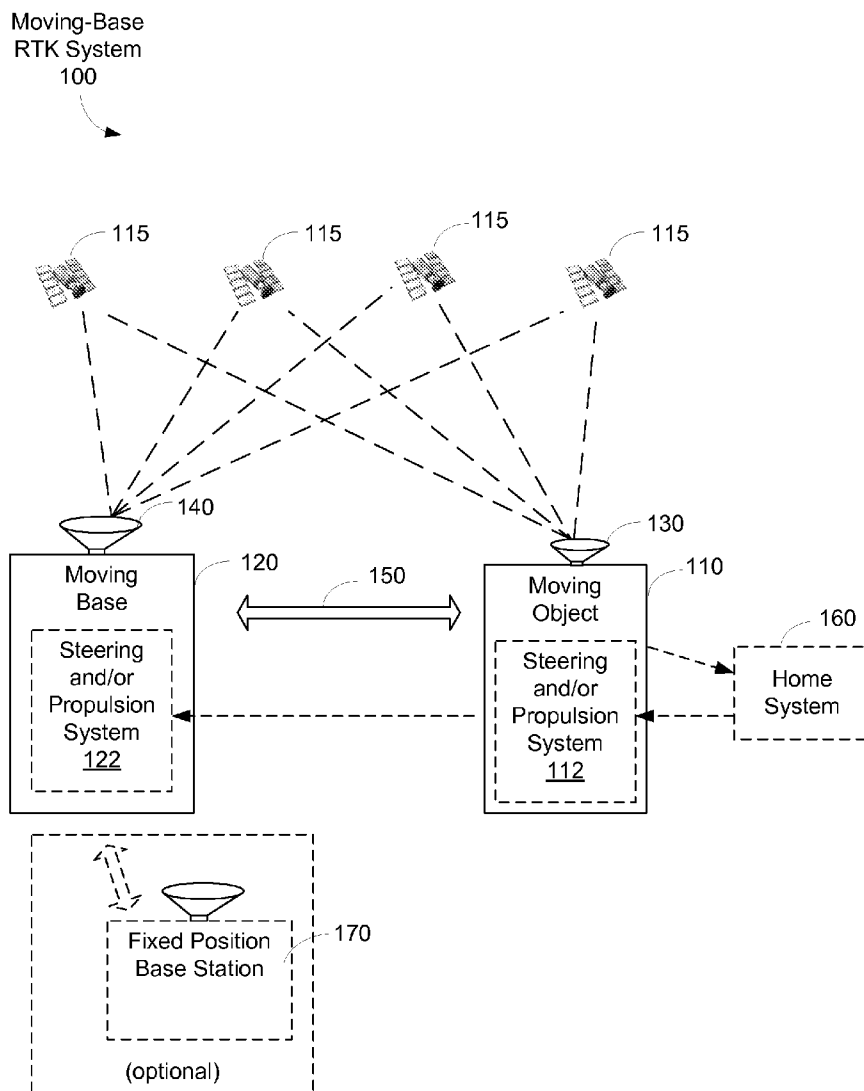 Moving-Base
RTK System
100
115
115
115
115
140
130
Moving
Base
120
150
Moving
Object
110
160
Steering
and/or
Propulsion
System
122
Steering
and/or
Propulsion
System
112
Home
System
Fixed Position
Base Station
170
(optional)